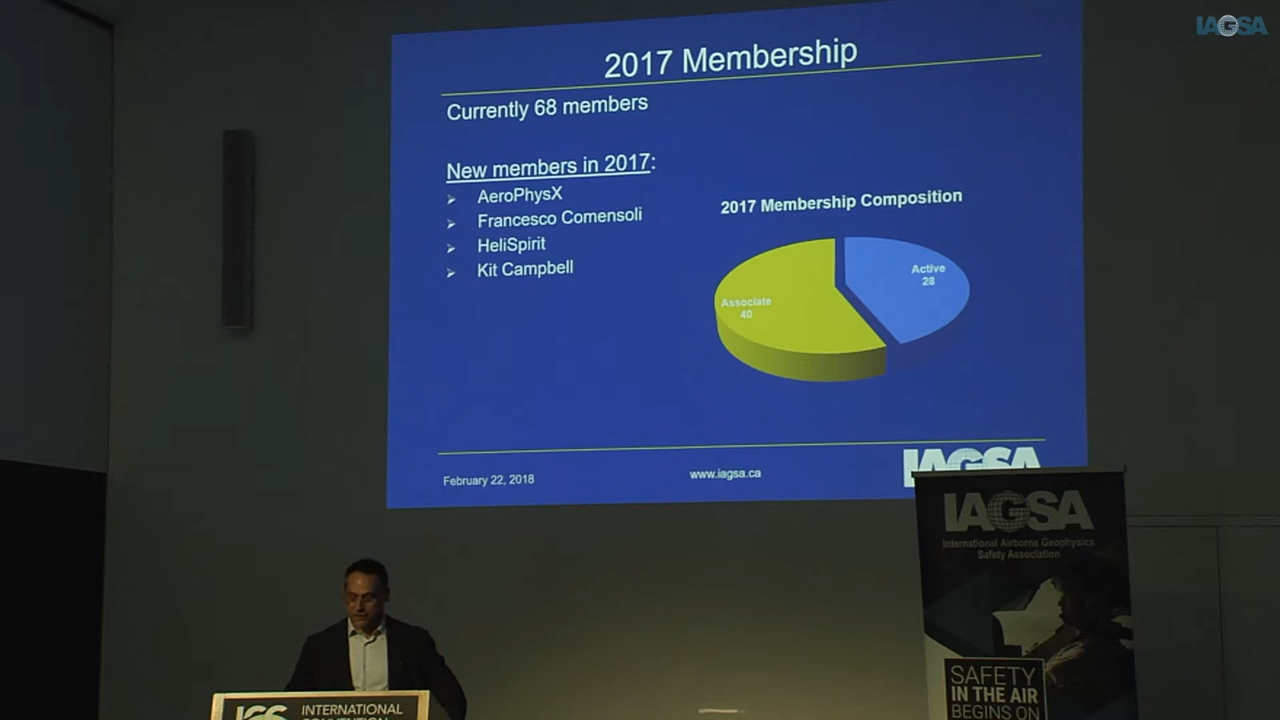 IAGSA
2017 Membership
Currently 68 members
New members in 2017:
➢ AeroPhysX
➢ Francesco Comensoli
➢ HeliSpirit
➢ Kit Campbell
2017 Membership Composition
Active
28
Associate
40
February 22, 2018
www.iagsa.ca
IAGSA
IAGSA
International Airborne Geophysics
Safety Association
SAFETY
IN THE AIR
BEGINS ON
INTERNATIONAL
CONVENTION